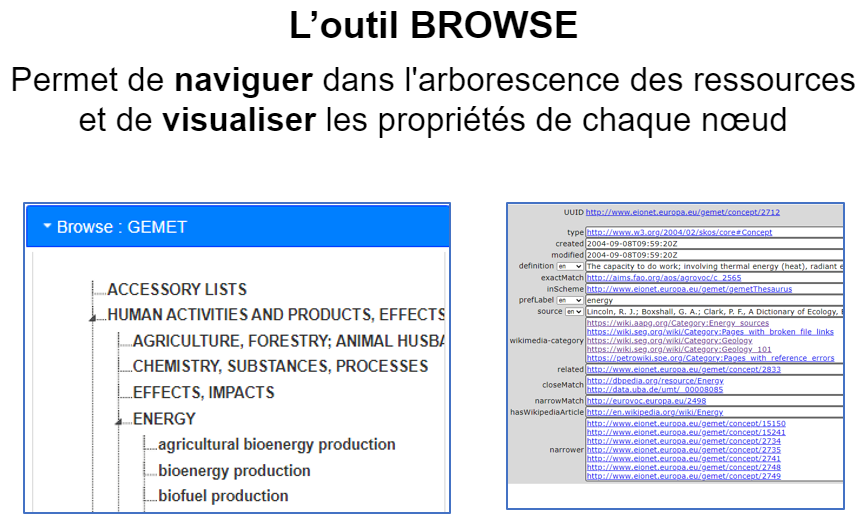 L’outil BROWSE
Permet de naviguer dans l'arborescence des ressources
et de visualiser les propriétés de chaque nœud
Browse : GEMET
ACCESSORY LISTS
HUMAN ACTIVITIES AND PRODUCTS, EFFECTS
AGRICULTURE, FORESTRY; ANIMAL HUSBA
CHEMISTRY, SUBSTANCES, PROCESSES
EFFECTS, IMPACTS
ENERGY
agricultural bioenergy production
bioenergy production
biofuel production
UUID http://www.eionet.europa.eu/gemet/concept/2712
type http://www.w3.org/2004/02/skos/core#Concept
created 2004-09-08T09:59:20Z
modified 2004-09-08T09:59:20Z
definition en The capacity to do work; involving thermal energy (heat), radiant e
exactMatch http://aims.fao.org/aos/agrovoc/c_2565
inScheme http://www.eionet.europa.eu/gemet/gemetThesaurus
prefLabel en energy
source en Lincoln, R. J.; Boxshall, G. A.; Clark, P. F., A Dictionary of Ecology,
wikimedia-category https://wiki.aapg.org/Category:Energy_sources
https://wiki.seg.org/wiki/Category:Pages_with_broken_file_links
https://wiki.seg.org/wiki/Category:Geology
https://wiki.seg.org/wiki/Category:Geology_101
https://petrowiki.spe.org/Category:Pages_with_reference_errors
related http://www.eionet.europa.eu/gemet/concept/2833
closeMatch http://dbpedia.org/resource/Energy
http://data.uba.de/umt/_00008085
narrowMatch http://eurovoc.europa.eu/2498
hasWikipediaArticle http://en.wikipedia.org/wiki/Energy
narrower http://www.eionet.europa.eu/gemet/concept/15150
http://www.eionet.europa.eu/gemet/concept/15241
http://www.eionet.europa.eu/gemet/concept/2734
http://www.eionet.europa.eu/gemet/concept/2735
http://www.eionet.europa.eu/gemet/concept/2741
http://www.eionet.europa.eu/gemet/concept/2748
http://www.eionet.europa.eu/gemet/concept/2749